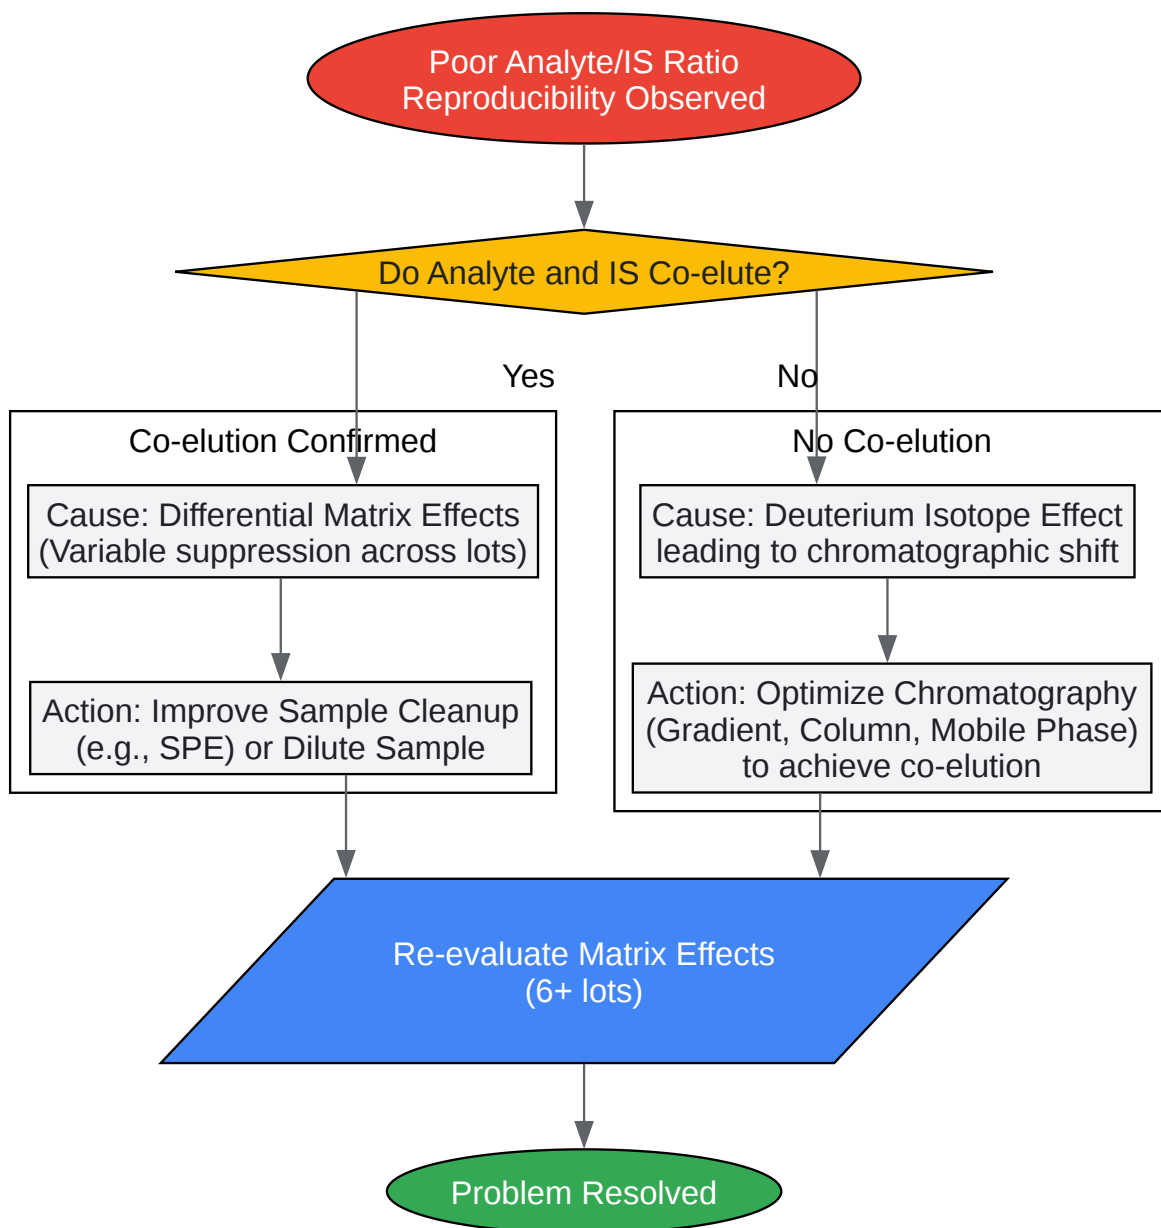 Poor Analyte/IS Ratio
Reproducibility Observed
Do Analyte and IS Co-elute?
Yes
No
Co-elution Confirmed
Cause: Differential Matrix Effects
(Variable suppression across lots)
Action: Improve Sample Cleanup
(e.g., SPE) or Dilute Sample
No Co-elution
Cause: Deuterium Isotope Effect
leading to chromatographic shift
Action: Optimize Chromatography
(Gradient, Column, Mobile Phase)
to achieve co-elution
Re-evaluate Matrix Effects
(6+ lots)
Problem Resolved